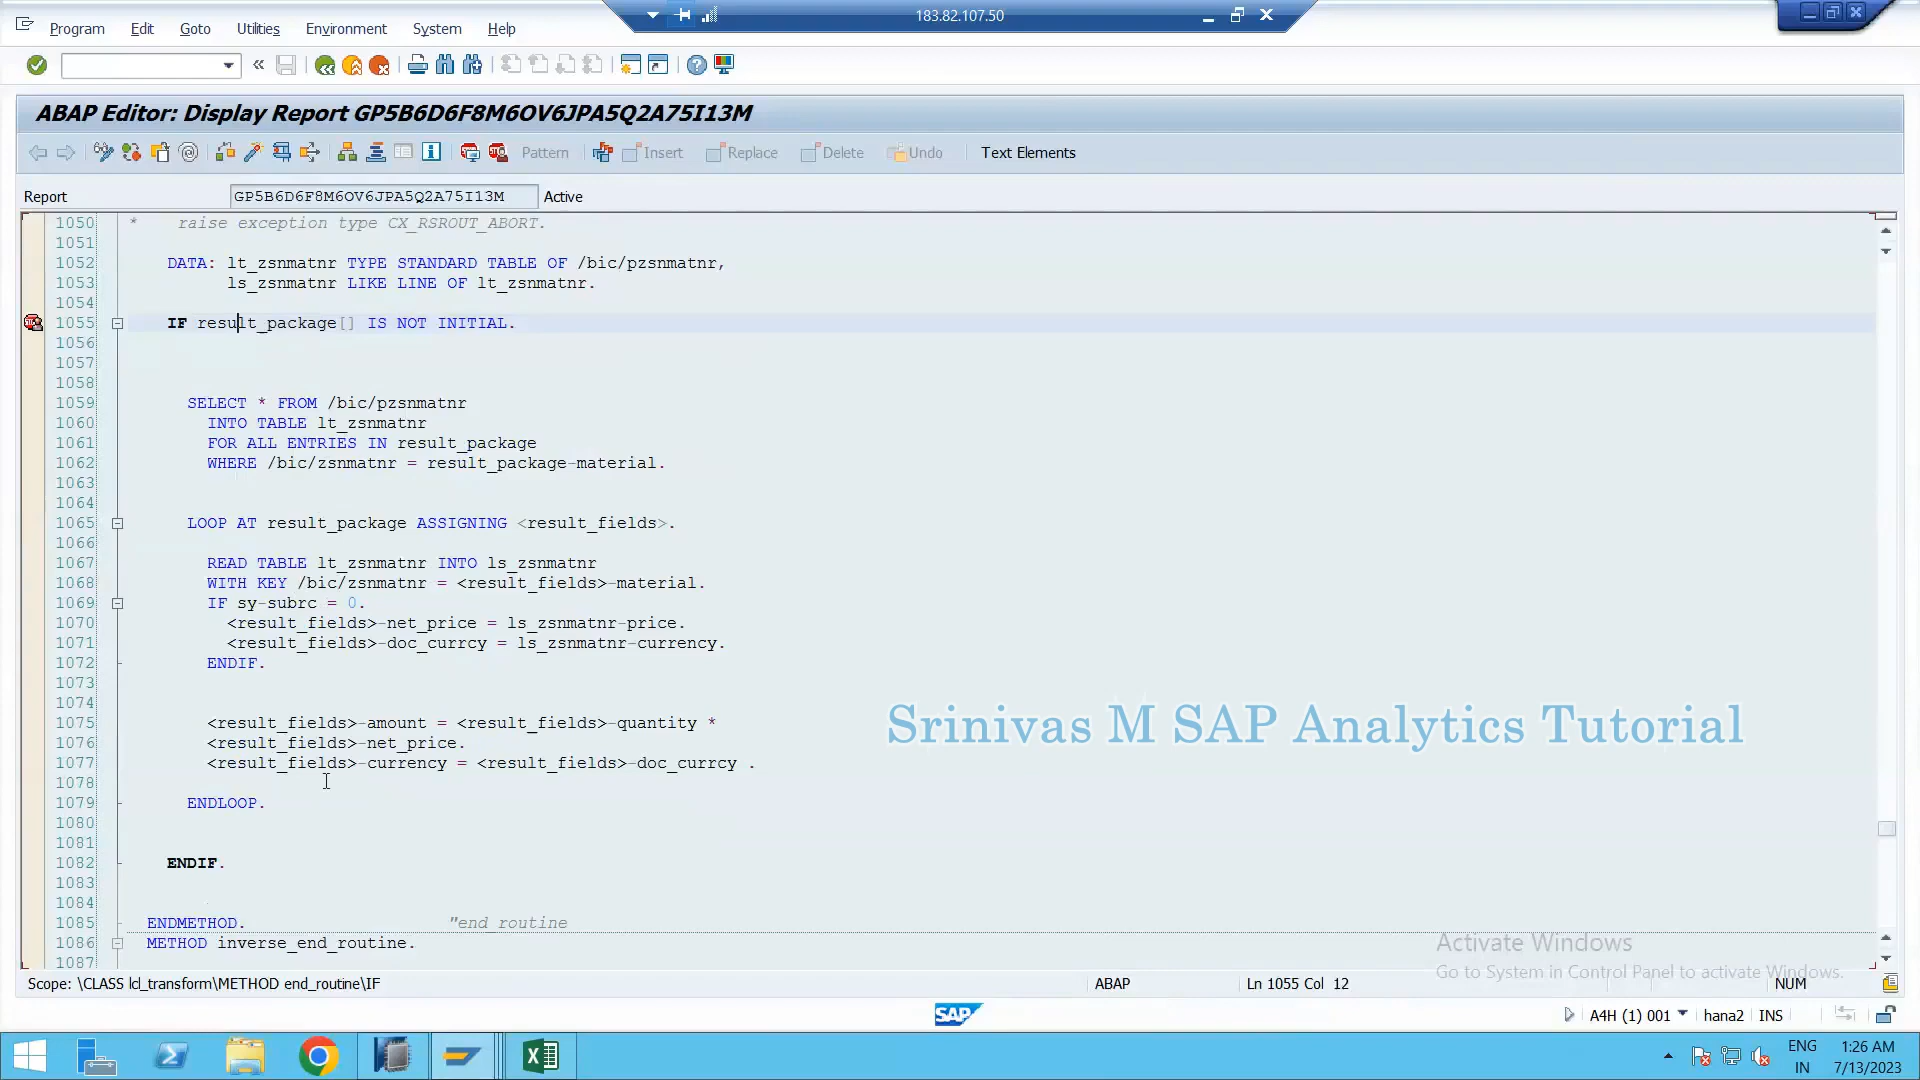 183.82.107.50
Program Edit Goto Utilities Environment System Help
ABAP Editor: Display Report GP5B6D6F8M6OV6JPA5Q2A75I13M
Pattern Insert Replace Delete Undo Text Elements
Report GP5B6D6F8M6OV6JPA5Q2A75I13M Active
1050 * raise exception type CX_RSROUT_ABORT.
1051
1052 DATA: lt_zsnmatnr TYPE STANDARD TABLE OF /bic/pzsnmatnr,
1053 ls_zsnmatnr LIKE LINE OF lt_zsnmatnr.
1054
1055 IF result_package[] IS NOT INITIAL.
1056
1057
1058
1059 SELECT * FROM /bic/pzsnmatnr
1060 INTO TABLE lt_zsnmatnr
1061 FOR ALL ENTRIES IN result_package
1062 WHERE /bic/zsnmatnr = result_package-material.
1063
1064
1065 LOOP AT result_package ASSIGNING <result_fields>.
1066
1067 READ TABLE lt_zsnmatnr INTO ls_zsnmatnr
1068 WITH KEY /bic/zsnmatnr = <result_fields>-material.
1069 IF sy-subrc = 0.
1070 <result_fields>-net_price = ls_zsnmatnr-price.
1071 <result_fields>-doc_currcy = ls_zsnmatnr-currency.
1072 ENDIF.
1073
1074
1075 <result_fields>-amount = <result_fields>-quantity *
1076 <result_fields>-net_price.
1077 <result_fields>-currency = <result_fields>-doc_currcy .
1078
1079 ENDLOOP.
1080
1081
1082 ENDIF.
1083
1084
1085 ENDMETHOD. "end_routine
1086 METHOD inverse_end_routine.
1087
Srinivas M SAP Analytics Tutorial
Activate Windows
Go to System in Control Panel to activate Windows.
Scope: \CLASS lcl_transform\METHOD end_routine\IF ABAP Ln 1055 Col 12 NUM
SAP A4H (1) 001 hana2 INS
ENG 1:26 AM
IN 7/13/2023